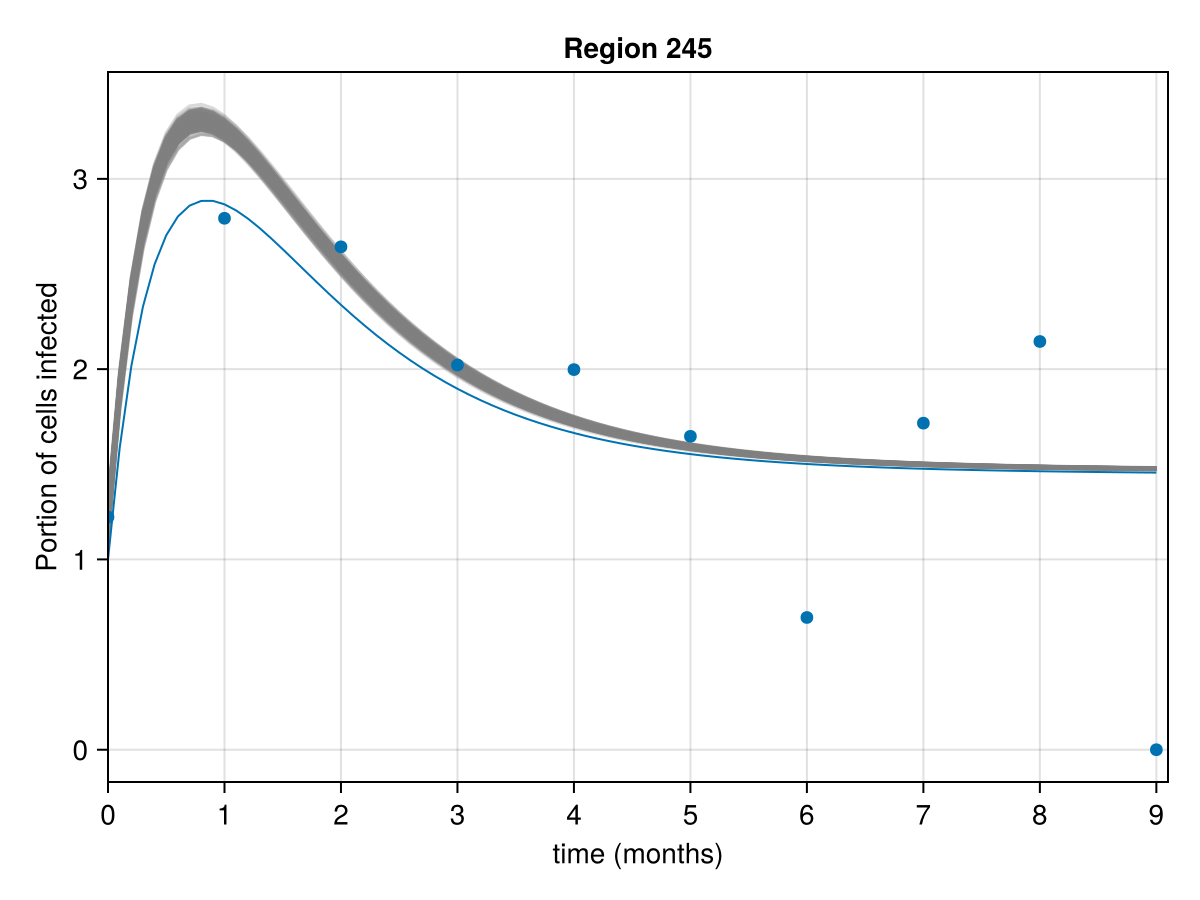 Region 245
Portion of cells infected
3
2
1
0
0 1 2 3 4 5 6 7 8 9
time (months)